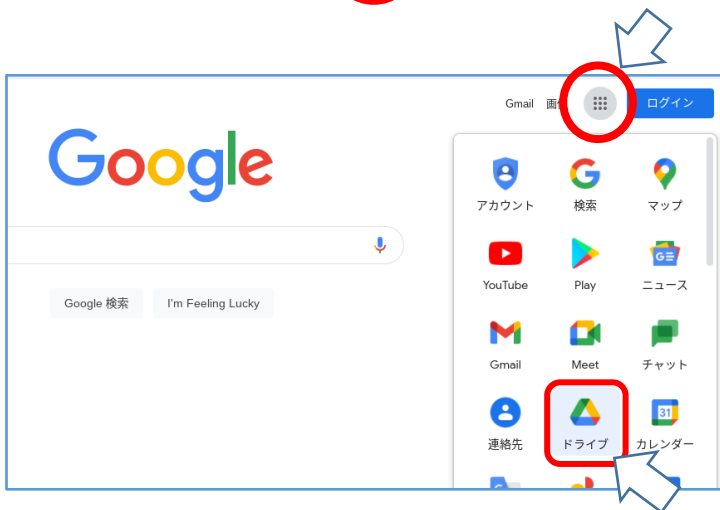 Gmail
ログイン
Google
アカウント 検索 マップ
YouTube Play ニュース
Google 検索 I'm Feeling Lucky
Gmail Meet チャット
31
連絡先 ドライブ カレンダー